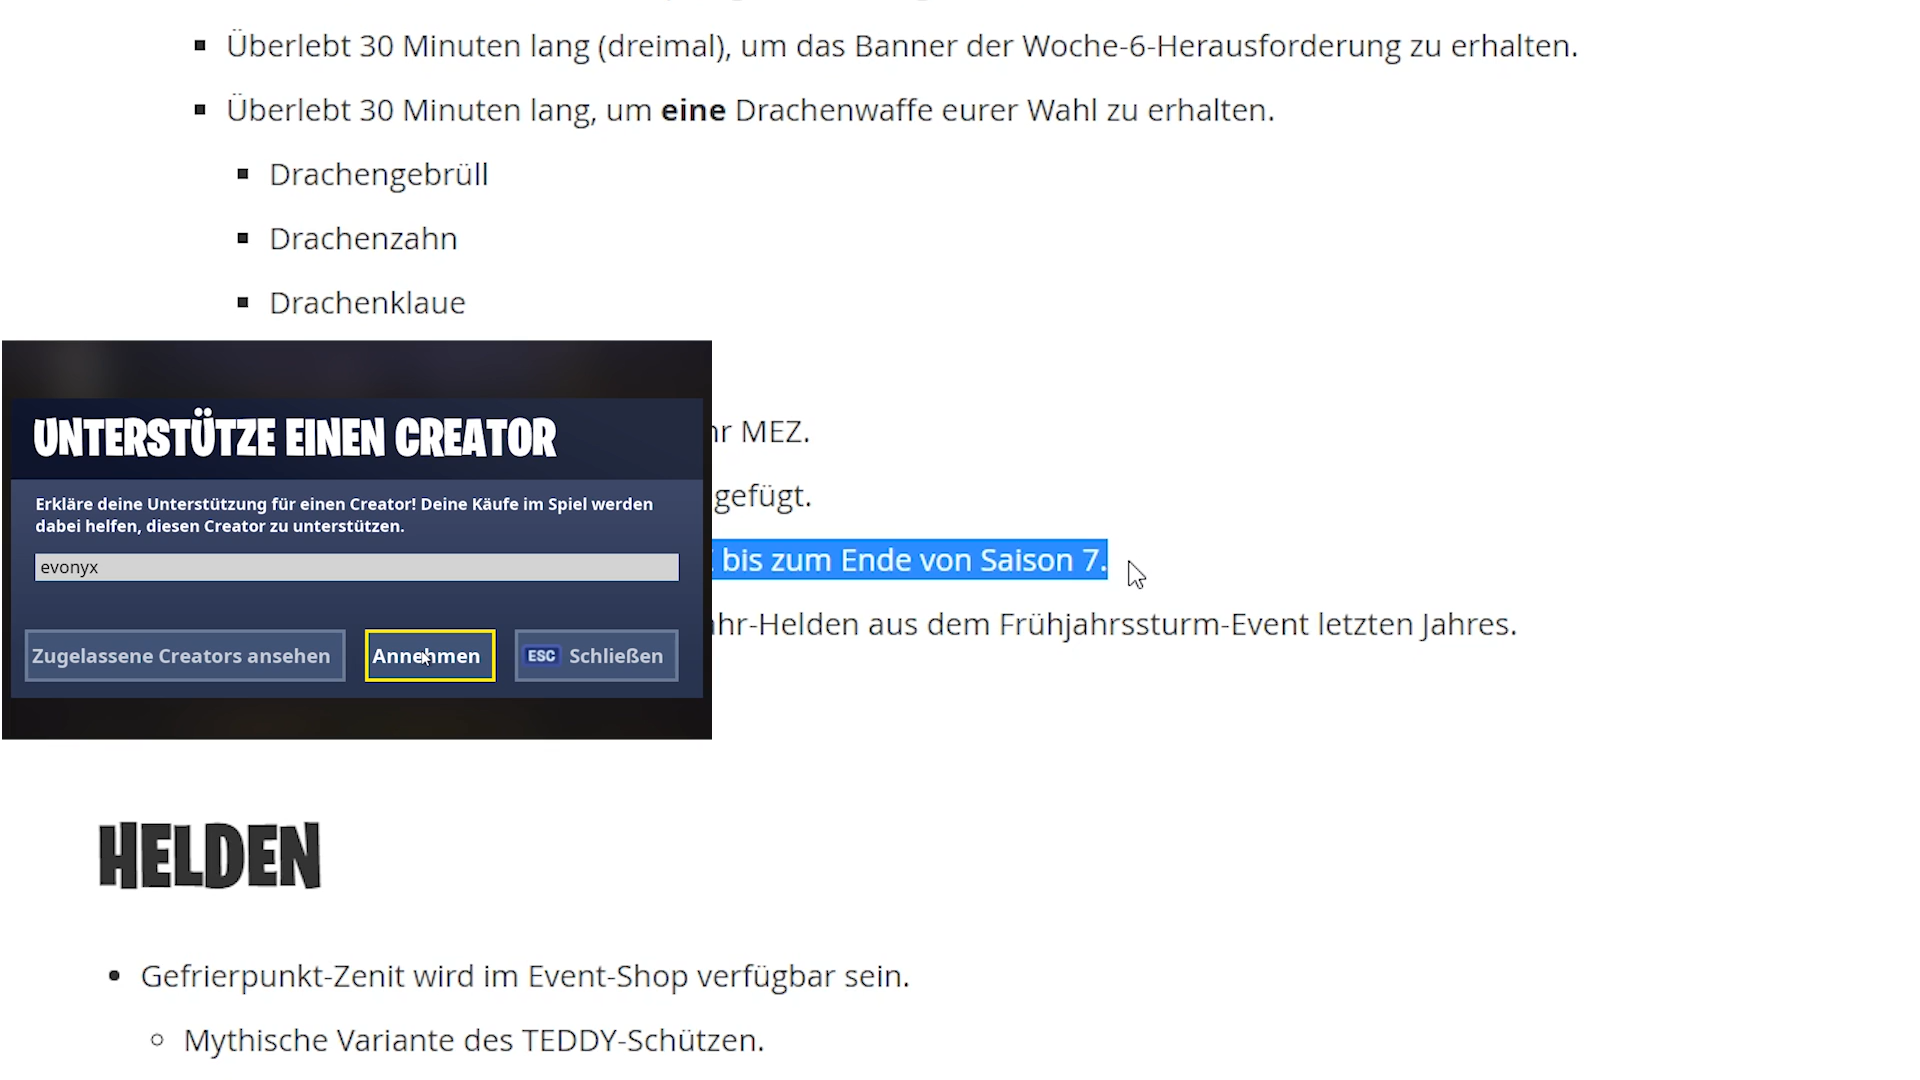 Überlebt 30 Minuten lang (dreimal), um das Banner der Woche-6-Herausforderung zu erhalten.
Überlebt 30 Minuten lang, um eine Drachenwaffe eurer Wahl zu erhalten.
Drachengebrüll
Drachenzahn
Drachenklaue
MEZ.
gefügt.
bis zum Ende von Saison 7.
hr-Helden aus dem Frühjahrssturm-Event letzten Jahres.
UNTERSTÜTZE EINEN CREATOR
Erkläre deine Unterstützung für einen Creator! Deine Käufe im Spiel werden
dabei helfen, diesen Creator zu unterstützen.
evonyx
Zugelassene Creators ansehen
Annehmen
ESC Schließen
HELDEN
Gefrierpunkt-Zenit wird im Event-Shop verfügbar sein.
Mythische Variante des TEDDY-Schützen.